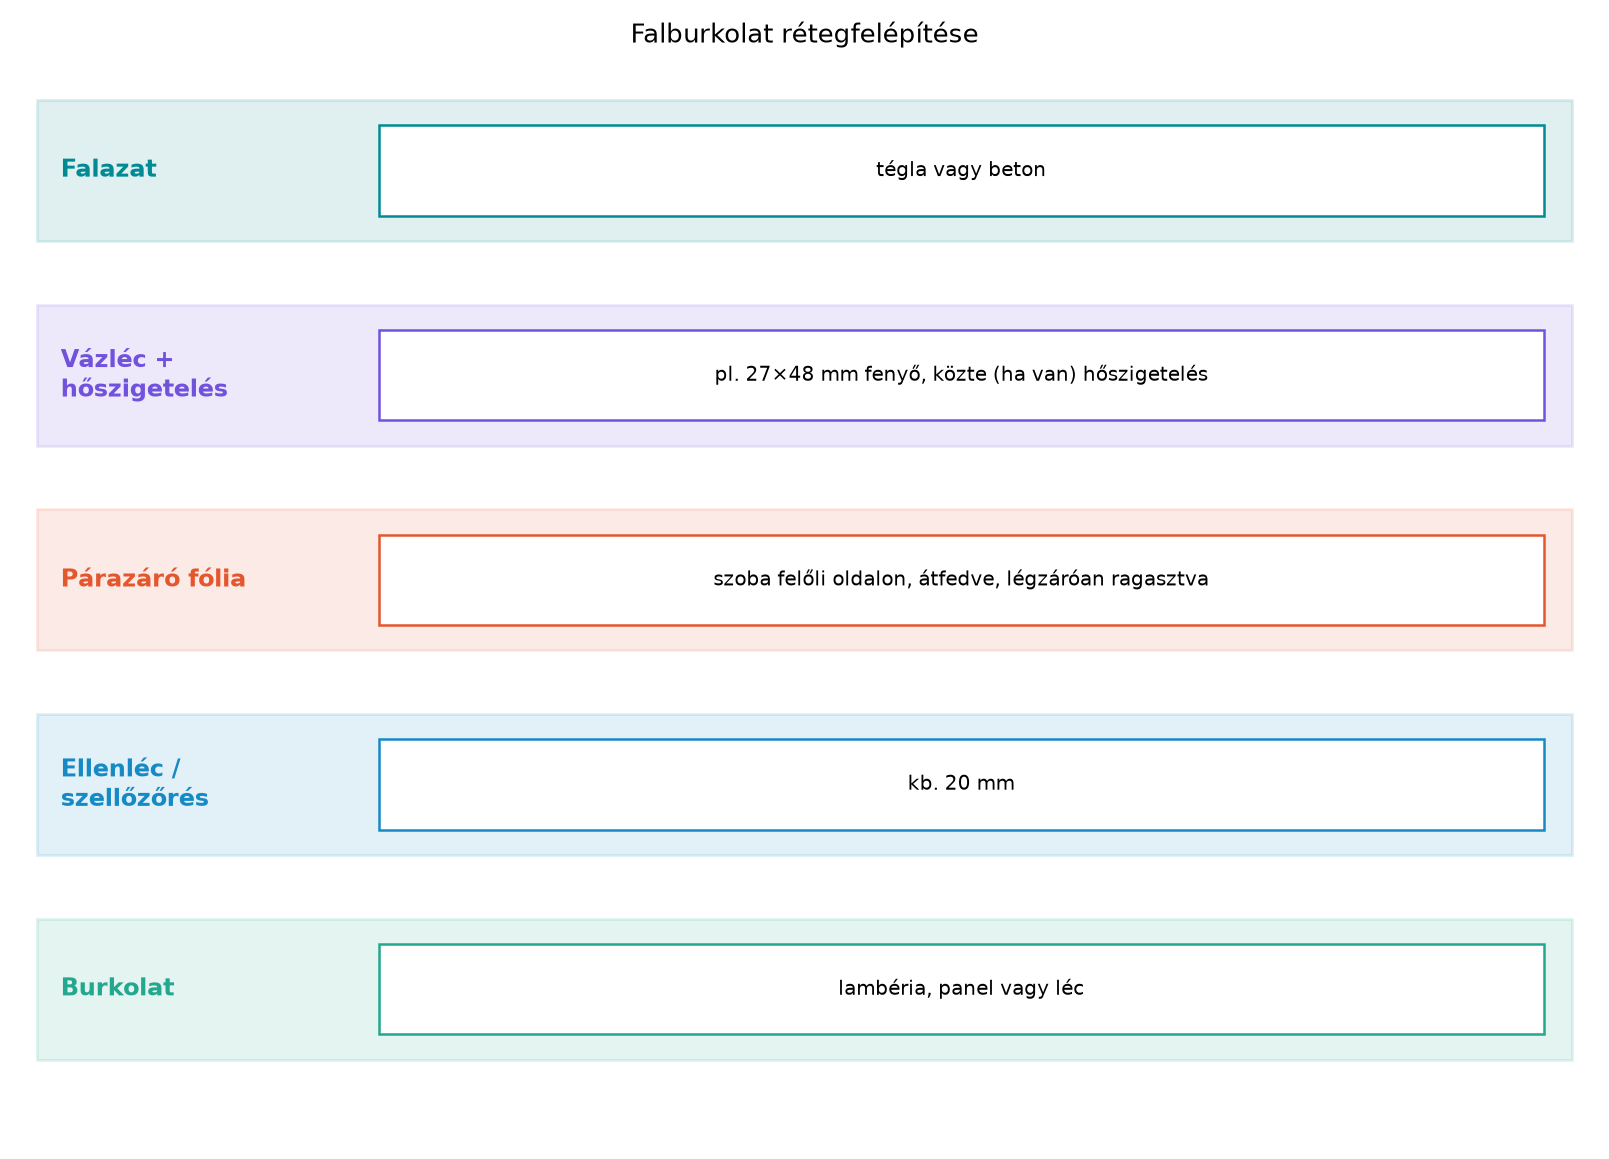 Falburkolat rétegfelépítése
Falazat
tégla vagy beton
Vázléc +
hőszigetelés
pl. 27×48 mm fenyő, közte (ha van) hőszigetelés
Párazáró fólia
szoba felőli oldalon, átfedve, légzáróan ragasztva
Ellenléc /
szellőzőrés
kb. 20 mm
Burkolat
lambéria, panel vagy léc